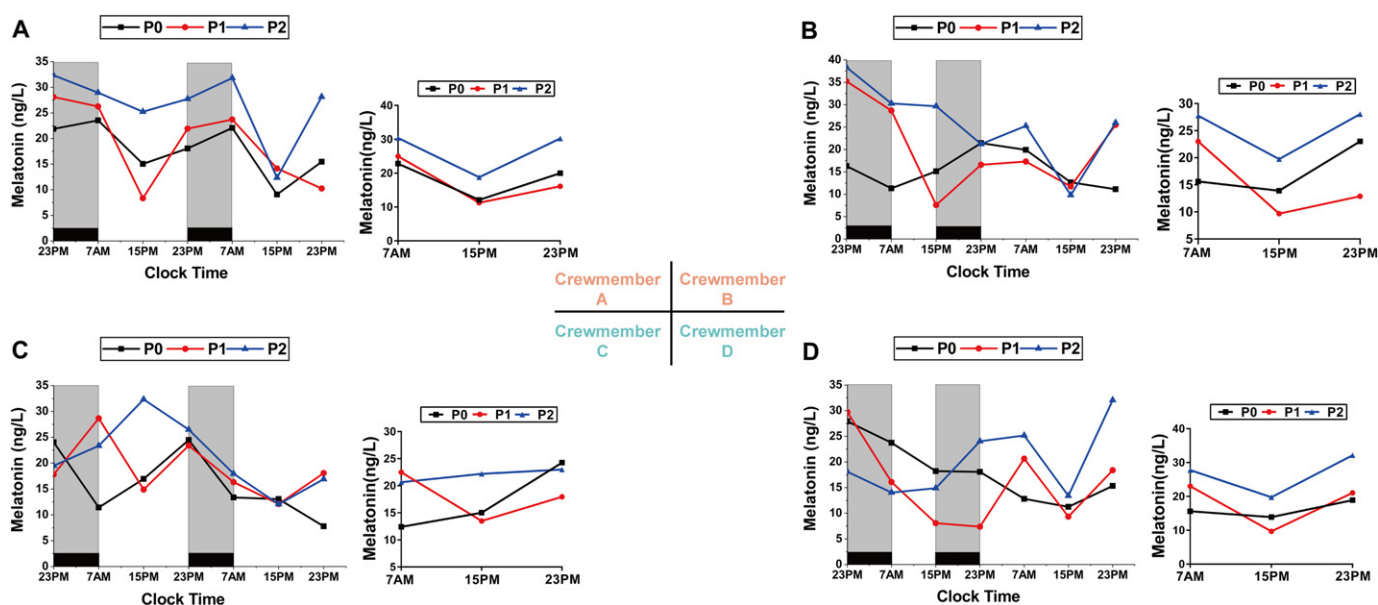 A
P0 P1 P2
Melatonin (ng/L)
35
30
25
20
15
10
5
0
23PM 7AM 15PM 23PM 7AM 15PM 23PM
Clock Time
P0 P1 P2
Melatonin(ng/L)
40
30
20
10
0
7AM 15PM 23PM
B
P0 P1 P2
Melatonin (ng/L)
40
35
30
25
20
15
10
5
0
23PM 7AM 15PM 23PM 7AM 15PM 23PM
Clock Time
P0 P1 P2
Melatonin(ng/L)
30
25
20
15
10
5
7AM 15PM 23PM
Crewmember Crewmember
A B
Crewmember Crewmember
C D
C
P0 P1 P2
Melatonin (ng/L)
35
30
25
20
15
10
5
0
23PM 7AM 15PM 23PM 7AM 15PM 23PM
Clock Time
P0 P1 P2
Melatonin(ng/L)
30
25
20
15
10
5
7AM 15PM 23PM
D
P0 P1 P2
Melatonin (ng/L)
35
30
25
20
15
10
5
0
23PM 7AM 15PM 23PM 7AM 15PM 23PM
Clock Time
P0 P1 P2
Melatonin(ng/L)
40
30
20
10
0
7AM 15PM 23PM